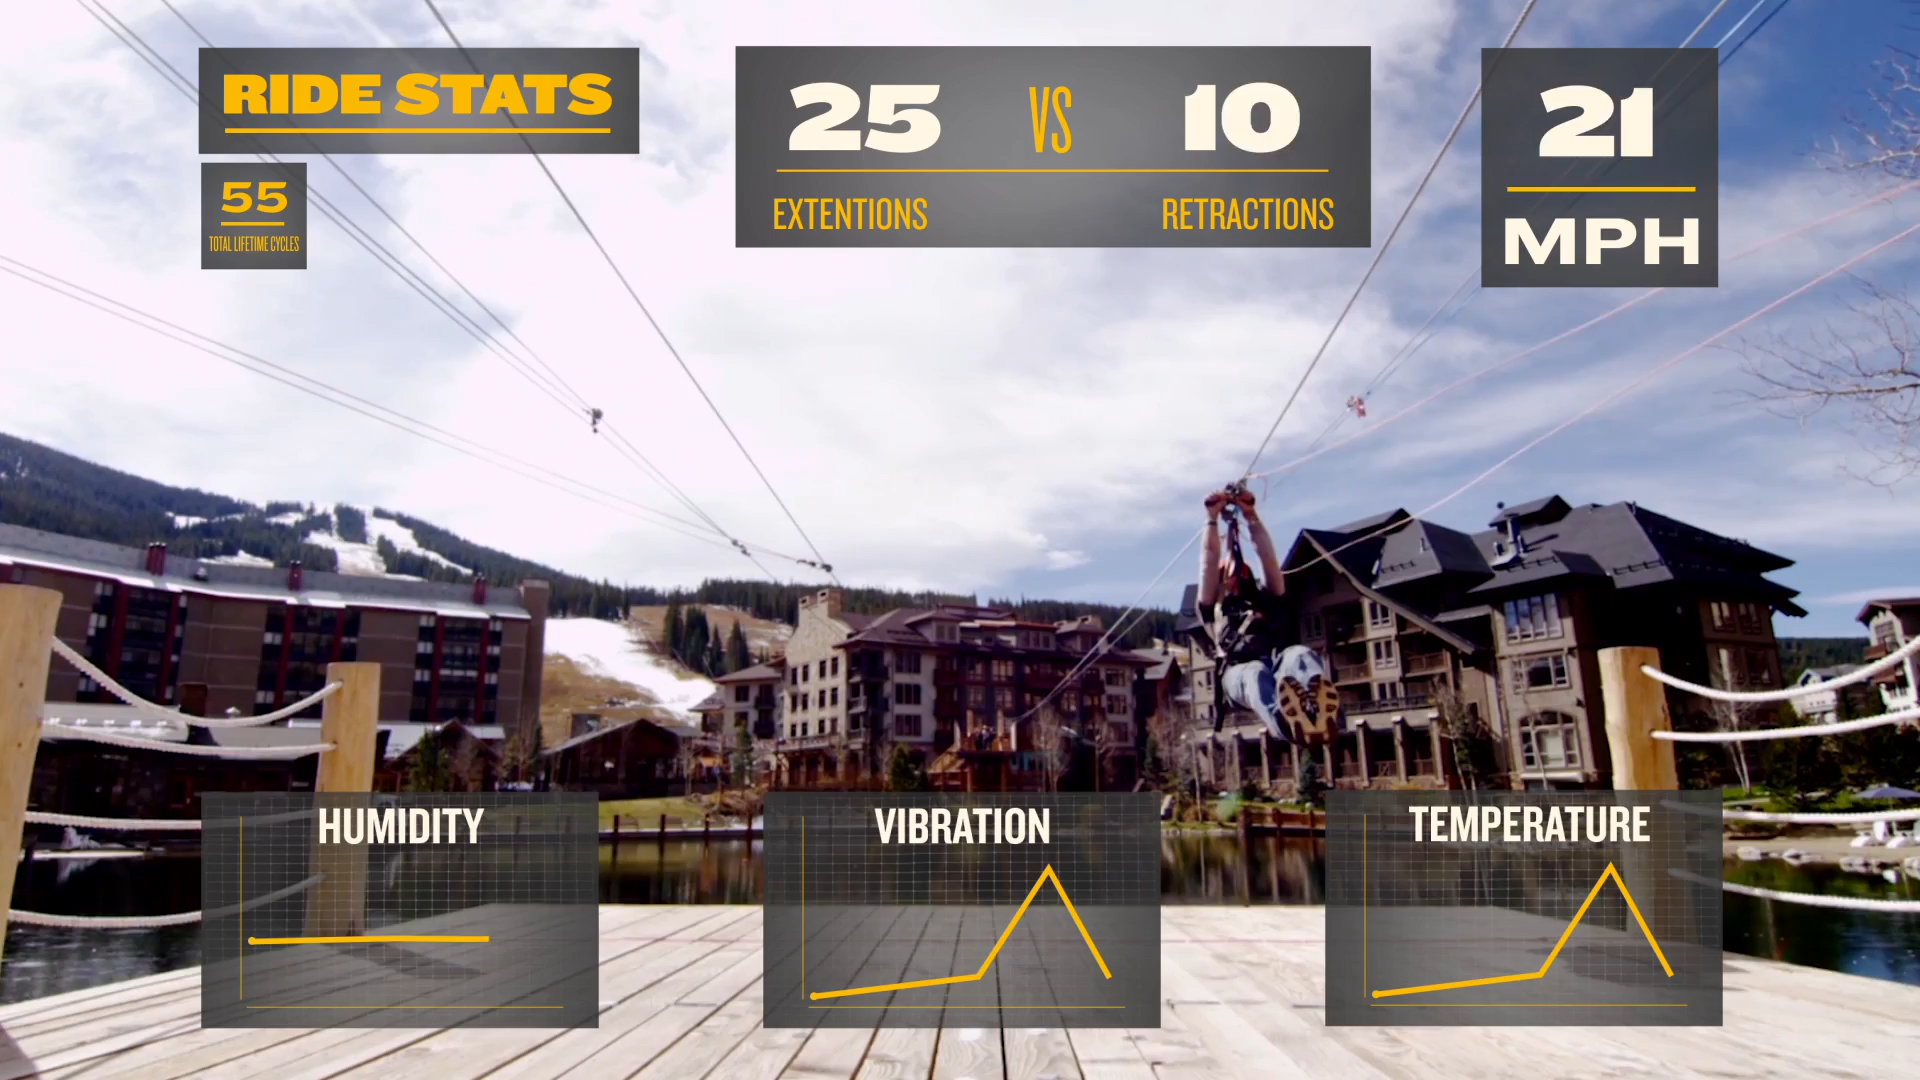 RIDE STATS
55
TOTAL LIFETIME CYCLES
25 VS 10
EXTENTIONS RETRACTIONS
21
MPH
HUMIDITY
VIBRATION
TEMPERATURE